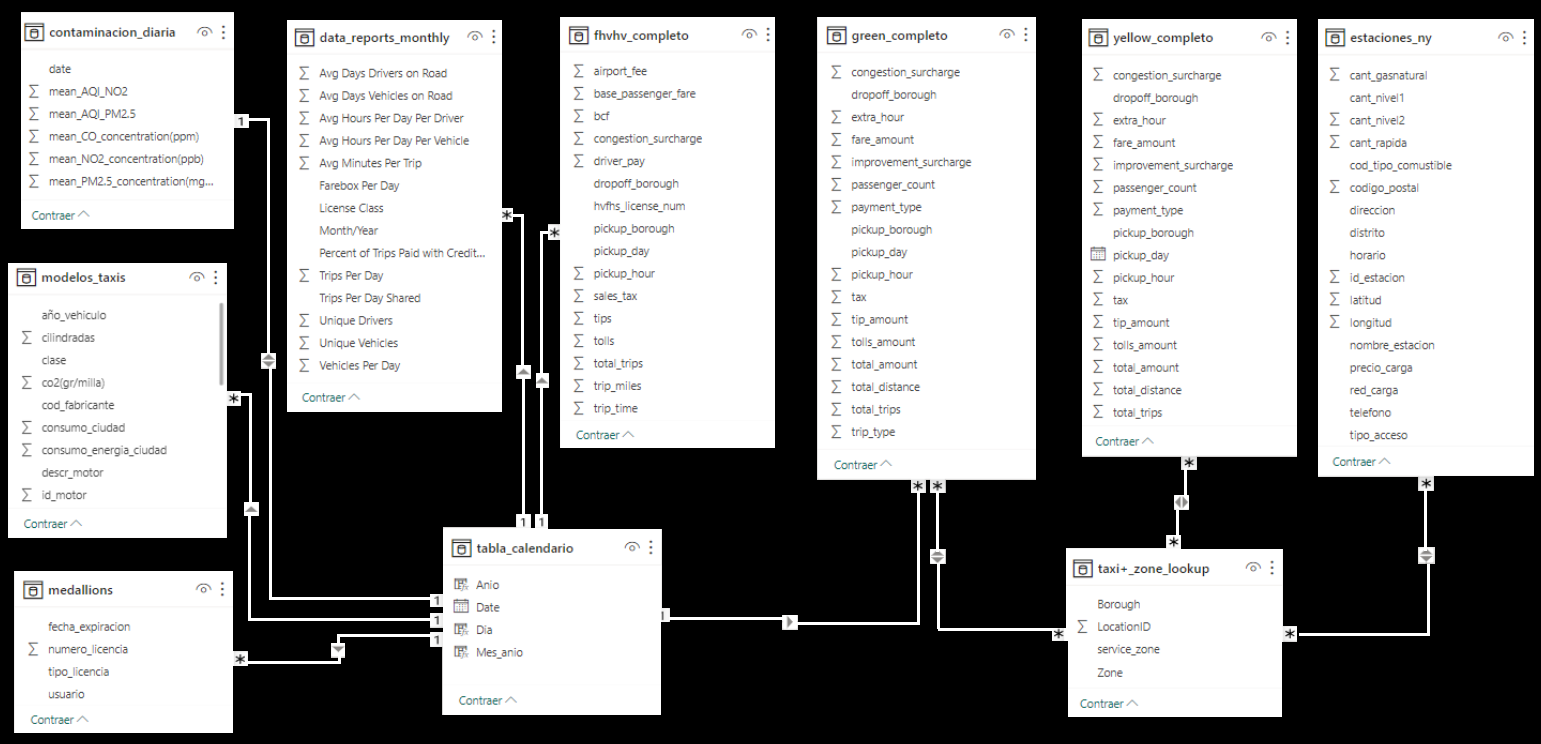 contaminacion_diaria
date
mean_AQI_NO2
mean_AQI_PM2.5
mean_CO_concentration(ppm)
mean_NO2_concentration(ppb)
mean_PM2.5_concentration(mg...
Contraer
data_reports_monthly
Avg Days Drivers on Road
Avg Days Vehicles on Road
Avg Hours Per Day Per Driver
Avg Hours Per Day Per Vehicle
Avg Minutes Per Trip
Farebox Per Day
License Class
Month/Year
Percent of Trips Paid with Credit...
Trips Per Day
Trips Per Day Shared
Unique Drivers
Unique Vehicles
Vehicles Per Day
Contraer
fhvhv_completo
airport_fee
base_passenger_fare
bcf
congestion_surcharge
driver_pay
dropoff_borough
hvfhs_license_num
pickup_borough
pickup_day
pickup_hour
sales_tax
tips
tolls
total_trips
trip_miles
trip_time
Contraer
green_completo
congestion_surcharge
dropoff_borough
extra_hour
fare_amount
improvement_surcharge
passenger_count
payment_type
pickup_borough
pickup_day
pickup_hour
tax
tip_amount
tolls_amount
total_amount
total_distance
total_trips
trip_type
Contraer
yellow_completo
congestion_surcharge
dropoff_borough
extra_hour
fare_amount
improvement_surcharge
passenger_count
payment_type
pickup_borough
pickup_day
pickup_hour
tax
tip_amount
tolls_amount
total_amount
total_distance
total_trips
Contraer
estaciones_ny
cant_gasnatural
cant_nivel1
cant_nivel2
cant_rapida
cod_tipo_comustible
codigo_postal
direccion
distrito
horario
id_estacion
latitud
longitud
nombre_estacion
precio_carga
red_carga
telefono
tipo_acceso
Contraer
modelos_taxis
año_vehiculo
cilindradas
clase
co2(gr/milla)
cod_fabricante
consumo_ciudad
consumo_energia_ciudad
descr_motor
id_motor
Contraer
medallions
fecha_expiracion
numero_licencia
tipo_licencia
usuario
Contraer
tabla_calendario
Anio
Date
Dia
Mes_anio
Contraer
taxi+_zone_lookup
Borough
LocationID
service_zone
Zone
Contraer
1
*
*
*
*
1
1
1
1
1
1
*
*
*
*
*
*
*
1